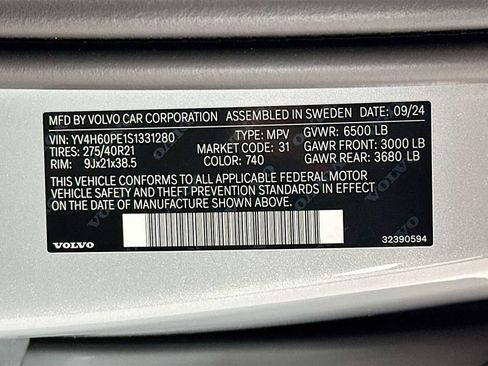 MFD BY VOLVO CAR CORPORATION ASSEMBLED IN SWEDEN DATE: 09/24
VIN: YV4H60PE1S1331280 TYPE: MPV GVWR: 6500 LB
TIRES: 275/40R21 MARKET CODE: 31 GAWR FRONT: 3000 LB
RIM: 9Jx21x38.5 COLOR: 740 GAWR REAR: 3680 LB
THIS VEHICLE CONFORMS TO ALL APPLICABLE FEDERAL MOTOR
VEHICLE SAFETY AND THEFT PREVENTION STANDARDS IN EFFECT ON
THE DATE OF MANUFACTURE SHOWN ABOVE.
VOLVO 32390594